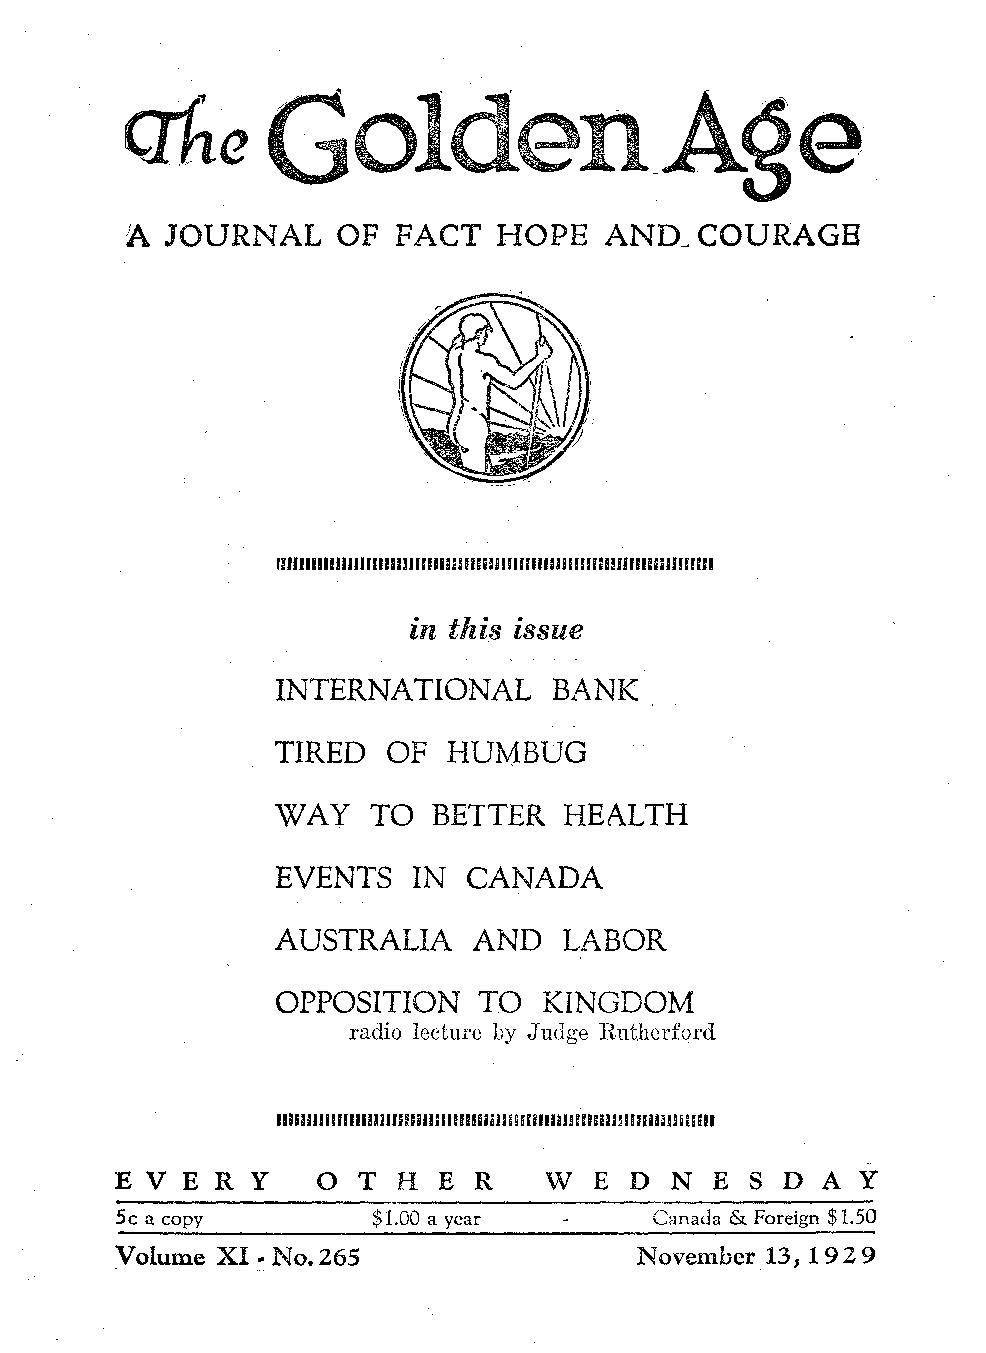 The Golden Age
A JOURNAL OF FACT HOPE AND COURAGE
in this issue
INTERNATIONAL BANK
TIRED OF HUMBUG
WAY TO BETTER HEALTH
EVENTS IN CANADA
AUSTRALIA AND LABOR
OPPOSITION TO KINGDOM
radio lecture by Judge Rutherford
EVERY OTHER WEDNESDAY
5c a copy $1.00 a year - Canada & Foreign $1.50
Volume XI - No. 265 November 13, 1929